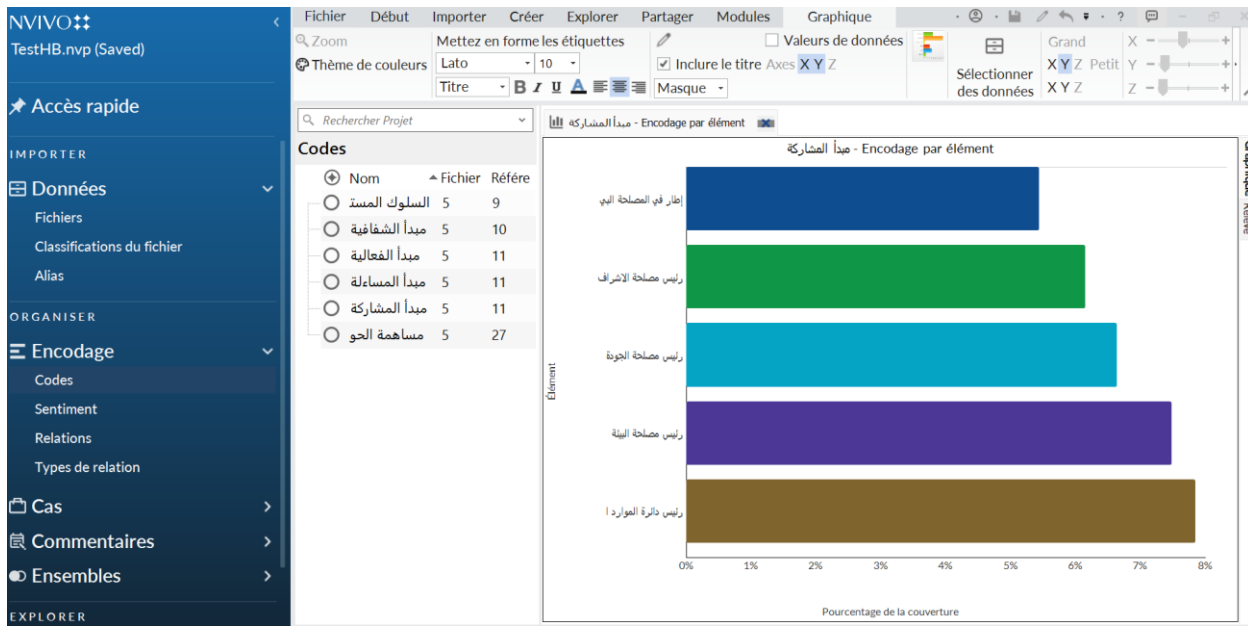 NVIVO
TestHB.nvp (Saved)
Accès rapide
IMPORTER
Données
Fichiers
Classifications du fichier
Alias
ORGANISER
Encodage
Codes
Sentiment
Relations
Types de relation
Cas
Commentaires
Ensembles
EXPLORER
Fichier Début Importer Créer Explorer Partager Modules Graphique
Zoom
Thème de couleurs
Mettez en forme les étiquettes
Lato 10
Titre B I U A
Valeurs de données
Inclure le titre Axes X Y Z
Masque
Sélectionner
des données
Grand
X Y Z Petit
X Y Z
X - +
Y - +
Z - +
Rechercher Projet
Codes
Nom Fichier Référe
السلوك المست 5 9
مبدأ الشفافية 5 10
مبدأ الفعالية 5 11
مبدأ المساءلة 5 11
مبدأ المشاركة 5 11
مساهمة الحو 5 27
مبدأ المشاركة - Encodage par élément
مبدأ المشاركة - Encodage par élément
إطار في المصلحة البي
رئيس مصلحة الاشراف
رئيس مصلحة الجودة
رئيس مصلحة البيئة
رئيس دائرة الموارد ا
Élément
0% 1% 2% 3% 4% 5% 6% 7% 8%
Pourcentage de la couverture
Graphique